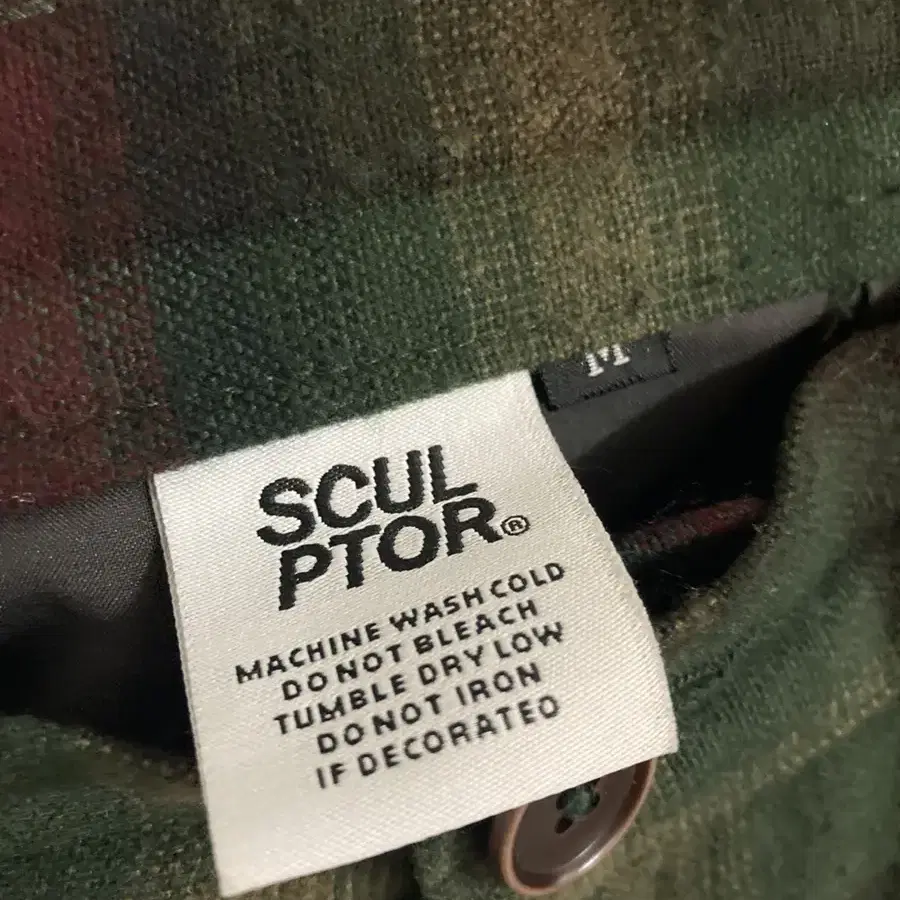 M
SCUL
PTOR®
MACHINE WASH COLD
DO NOT BLEACH
TUMBLE DRY LOW
DO NOT IRON
IF DECORATED